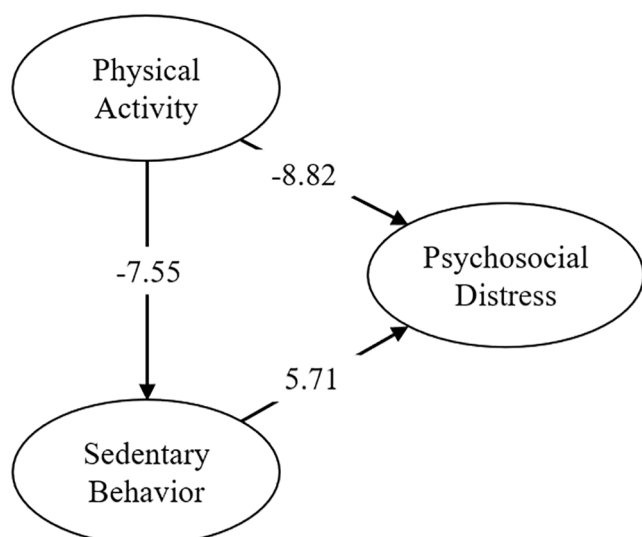 Physical
Activity
-8.82
Psychosocial
Distress
-7.55
5.71
Sedentary
Behavior